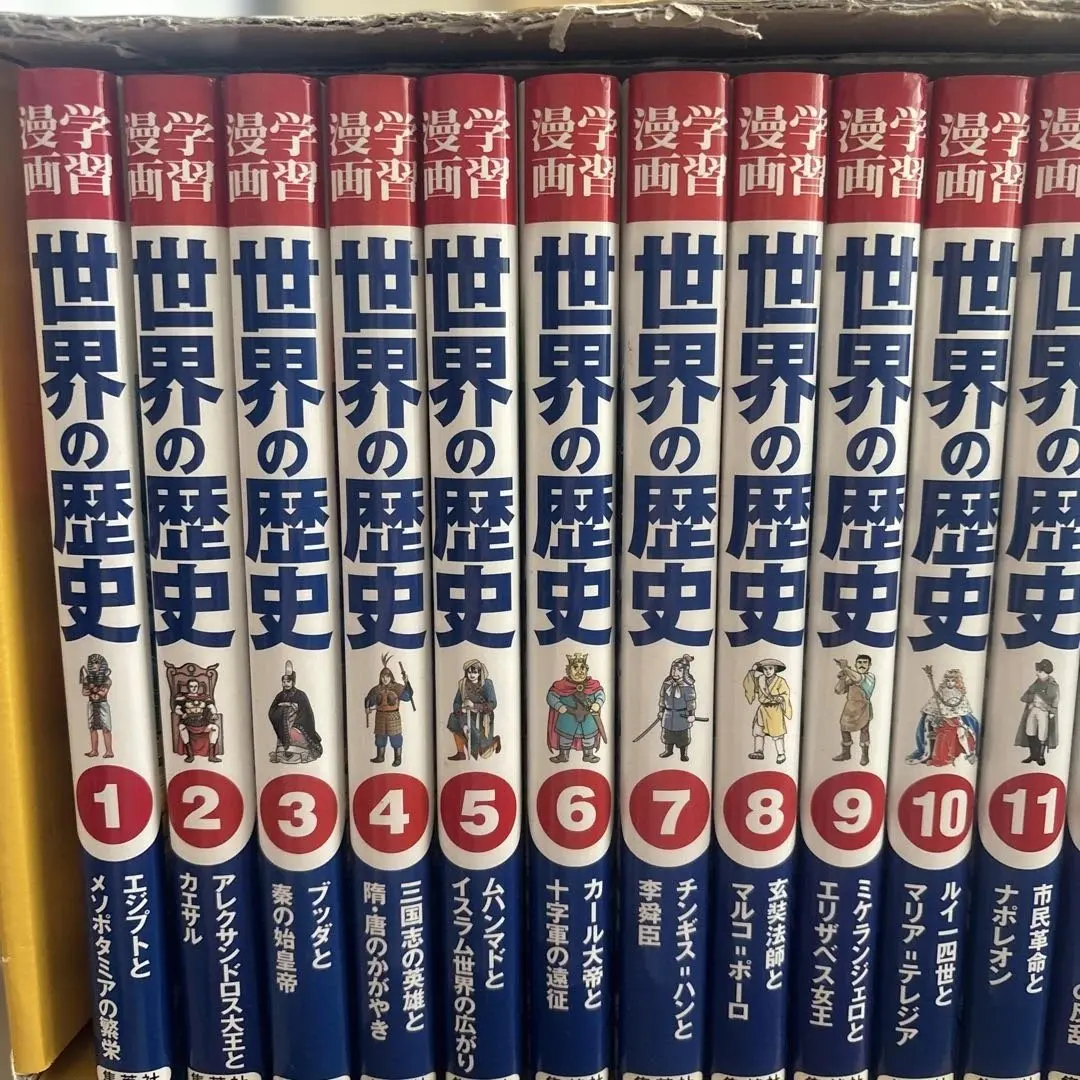 学習
漫画
世界の歴史
1
エジプトと
メソポタミアの繁栄
集英社
学習
漫画
世界の歴史
2
アレクサンドロス大王と
カエサル
集英社
学習
漫画
世界の歴史
3
ブッダと
秦の始皇帝
学習
漫画
世界の歴史
4
三国志の英雄と
隋・唐のかがやき
学習
漫画
世界の歴史
5
ムハンマドと
イスラム世界の広がり
学習
漫画
世界の歴史
6
カール大帝と
十字軍の遠征
学習
漫画
世界の歴史
7
チンギス=ハンと
李舜臣
学習
漫画
世界の歴史
8
玄奘法師と
マルコ=ポーロ
学習
漫画
世界の歴史
9
ミケランジェロと
エリザベス女王
学習
漫画
世界の歴史
10
ルイ一四世と
マリア=テレジア
漫画
世界の歴史
11
市民革命と
ナポレオン
の反乱